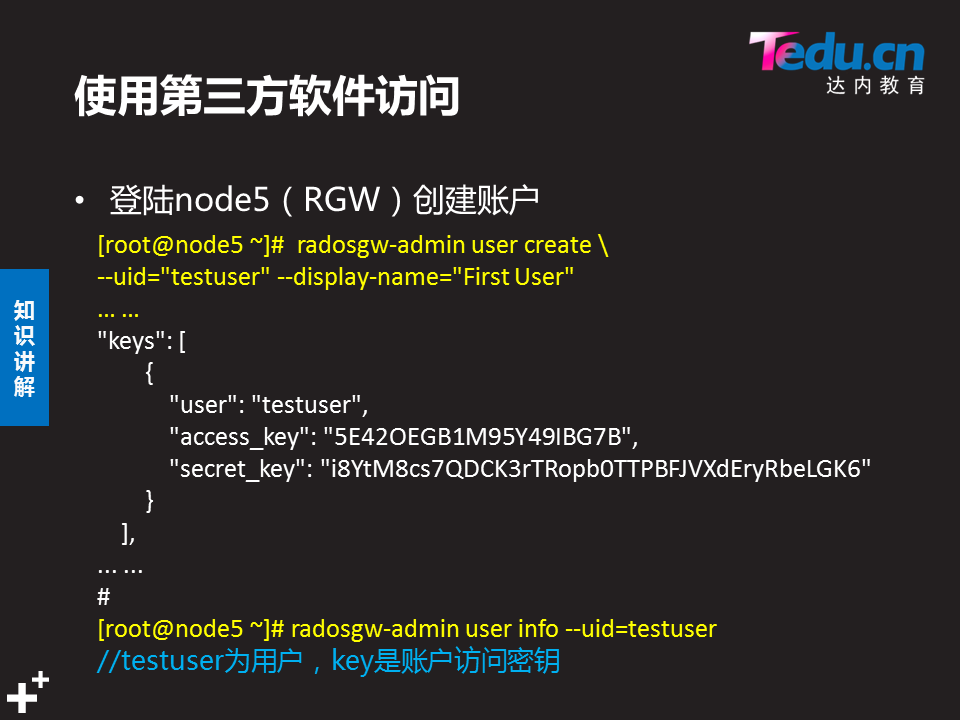 Tedu.cn
达内教育
使用第三方软件访问
• 登陆node5（RGW）创建账户
[root@node5 ~]#  radosgw-admin user create \
--uid="testuser" --display-name="First User"
... ...
"keys": [
{
"user": "testuser",
"access_key": "5E42OEGB1M95Y49IBG7B",
"secret_key": "i8YtM8cs7QDCK3rTRopb0TTPBFJVXdEryRbeLGK6"
}
],
... ...
#
[root@node5 ~]# radosgw-admin user info --uid=testuser
//testuser为用户，key是账户访问密钥
知识讲解